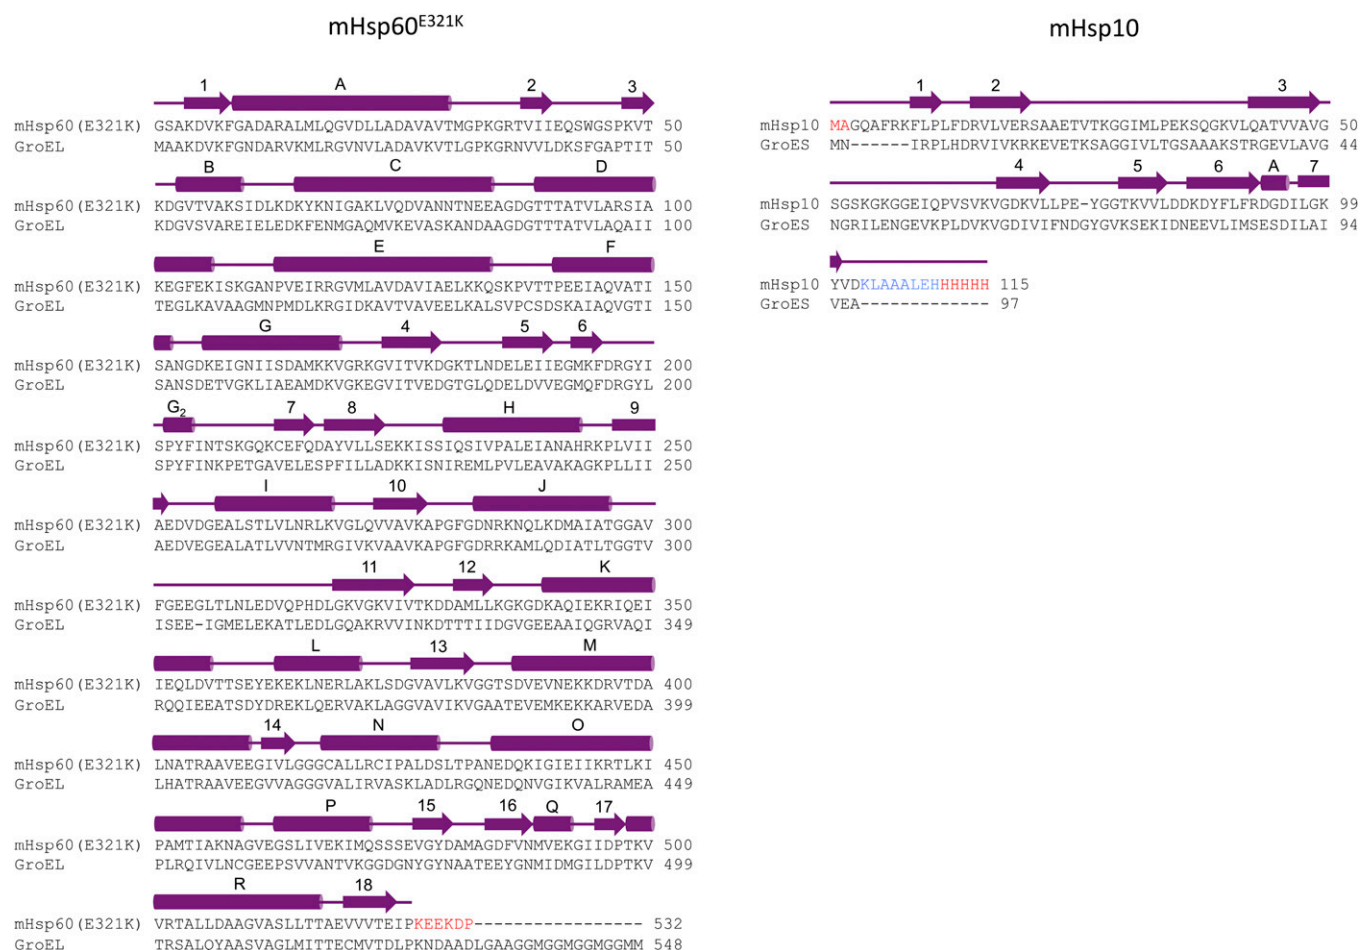 mHsp60E321K
1 A 2 3
mHsp60(E321K) GSAKDVKFGADARALMLQGVDLLADAVAVTMGPKGRTVIIEQSWGSPKVT 50
GroEL MAAKDVKFGNDARVKMLRGVNVLADAVKVTLGPKGRNVVLDKSFGAPTIT 50
B C D
mHsp60(E321K) KDGVTVAKSIDLKDKYKNIGAKLVQDVANNTNEEAGDGTTTATVLARSIA 100
GroEL KDGVSVAREIELEDKFENMGAQMVKEVASKANDAAGDGTTTATVLAQAII 100
E F
mHsp60(E321K) KEGFEKISKGANPVEIRRGVMLAVDAVIAELKKQSKPVTTPEEIAQVATI 150
GroEL TEGLKAVAAGMNPMDLKRGIDKAVTVAVEELKALSVPCSDSKAIAQVGTI 150
G 4 5 6
mHsp60(E321K) SANGDKEIGNIISDAMKKVGRKGVITVKDGKTLNDELEIIEGMKFDRGYI 200
GroEL SANSDETVGKLIAEAMDKVGKEGVITVEDGTGLQDELDVVEGMQFDRGYL 200
G2 7 8 H 9
mHsp60(E321K) SPYFINTSKGQKCEFQDAYVLLSEKKISSIQSIVPALEIANAHRKPLVII 250
GroEL SPYFINKPETGAVELESPFILLADKKISNIREMLPVLEAVAKAGKPLLII 250
I 10 J
mHsp60(E321K) AEDVDGEALSTLVLNRLKVGLQVVAVKAPGFGDNRKNQLKDMAIATGGAV 300
GroEL AEDVEGEALATLVVNTMRGIVKVAAVKAPGFGDRRKAMLQDIATLTGGTV 300
11 12 K
mHsp60(E321K) FGEEGLTLNLEDVQPHDLGKVGKVIVTKDDAMLLKGKGDKAQIEKRIQEI 350
GroEL ISEE-IGMELEKATLEDLGQAKRVVINKDTTTIIDGVGEEAAIQGRVAQI 349
L 13 M
mHsp60(E321K) IEQLDVTTSEYEKEKLNERLAKLSDGVAVLKVGGTSDVEVNEKKDRVTDA 400
GroEL RQQIEEATSDYDREKLQERVAKLAGGVAVIKVGAATEVEMKEKKARVEDA 399
14 N O
mHsp60(E321K) LNATRAAVEEGIVLGGGCALLRCIPALDSLTPANEDQKIGIEIIKRTLKI 450
GroEL LHATRAAVEEGVVAGGGVALIRVASKLADLRGQNEDQNVGIKVALRAMEA 449
P 15 16 Q 17
mHsp60(E321K) PAMTIAKNAGVEGSLIVEKIMQSSSEVGYDAMAGDFVNMVEKGIIDPTKV 500
GroEL PLRQIVLNCGEEPSVVANTVKGGDGNYGYNAATEEYGNMIDMGILDPTKV 499
R 18
mHsp60(E321K) VRTALLDAAGVASLLTTAEVVVTEIPKEEKDP----------------- 532
GroEL TRSALQYAASVAGLMITTECMVTDLPKNDAADLGAAGGMGGMGGMGGMM 548
mHsp10
1 2 3
mHsp10 MAGQAFRKFLPLFDRVLVERSAAETVTKGGIMLPEKSQGKVLQATVVAVG 50
GroES MN------IRPLHDRVIVKRKEVETKSAGGIVLTGSAAAKSTRGEVLAVG 44
4 5 6 A 7
mHsp10 SGSKGKGGEIQPVSVKVGDKVLLPE-YGGTKVVLDDKDYFLFRDGDILGK 99
GroES NGRILENGEVKPLDVKVGDIVIFNDGYGVKSEKIDNEEVLIMSESDILAI 94
mHsp10 YVDKLAAALEHHHHHH 115
GroES VEA------------- 97